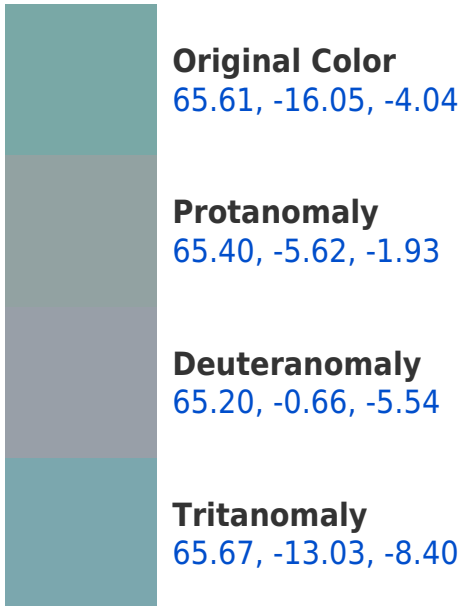 Original Color
65.61, -16.05, -4.04
Protanomaly
65.40, -5.62, -1.93
Deuteranomaly
65.20, -0.66, -5.54
Tritanomaly
65.67, -13.03, -8.40